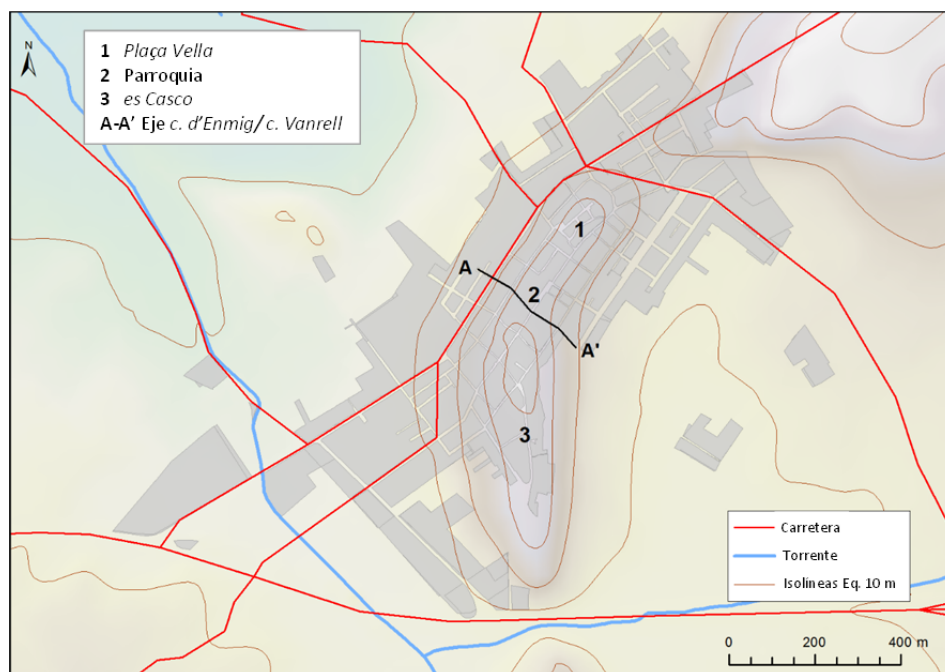 N
1 Plaça Vella
2 Parroquia
3 es Casco
A-A' Eje c. d'Enmig/ c. Vanrell
1
A
2
A'
3
Carretera
Torrente
Isolineas Eq. 10 m
0 200 400 m